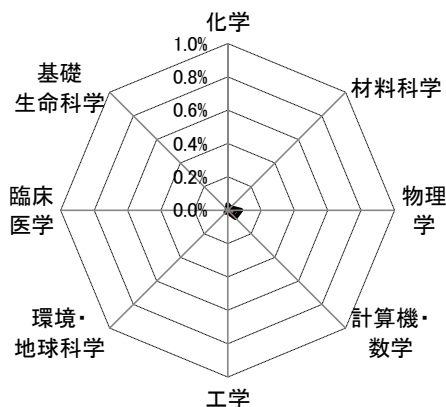 化学
1.0%
0.8%
0.6%
0.4%
0.2%
0.0%
材料科学
物理
学
計算機・
数学
工学
環境・
地球科学
臨床
医学
基礎
生命科学